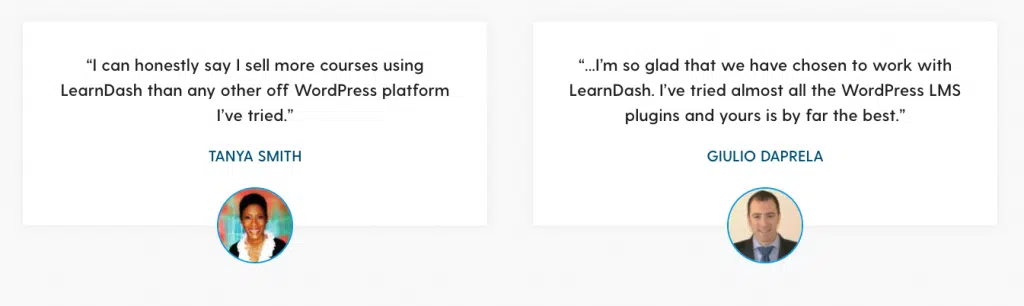 “I can honestly say I sell more courses using
LearnDash than any other off WordPress platform
I’ve tried.”
TANYA SMITH
“...I’m so glad that we have chosen to work with
LearnDash. I’ve tried almost all the WordPress LMS
plugins and yours is by far the best.”
GIULIO DAPRELA